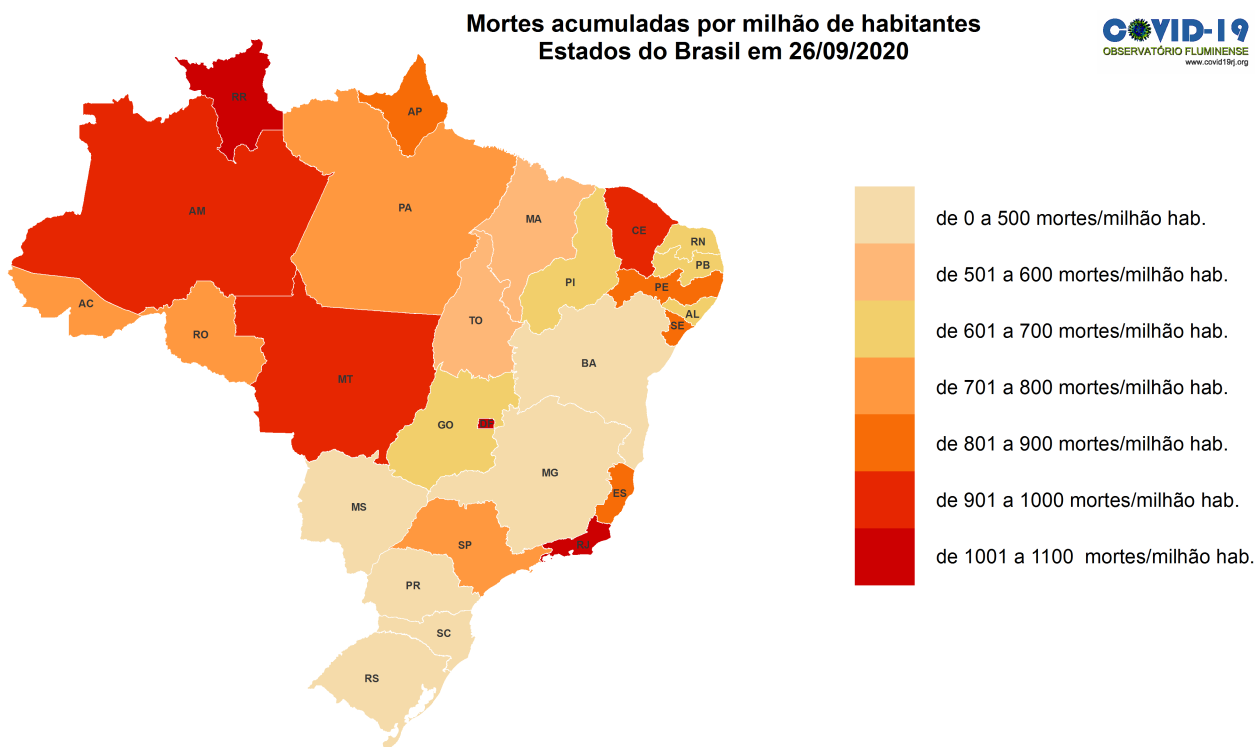 Mortes acumuladas por milhão de habitantes
Estados do Brasil em 26/09/2020
COVID-19
OBSERVATÓRIO FLUMINENSE
www.covid19rj.org
RR
AP
AM
PA
MA
CE
RN
PB
PI
PE
AC
AL
TO
SE
RO
BA
MT
GO
DF
MG
ES
MS
SP
RJ
PR
SC
RS
de 0 a 500 mortes/milhão hab.
de 501 a 600 mortes/milhão hab.
de 601 a 700 mortes/milhão hab.
de 701 a 800 mortes/milhão hab.
de 801 a 900 mortes/milhão hab.
de 901 a 1000 mortes/milhão hab.
de 1001 a 1100  mortes/milhão hab.